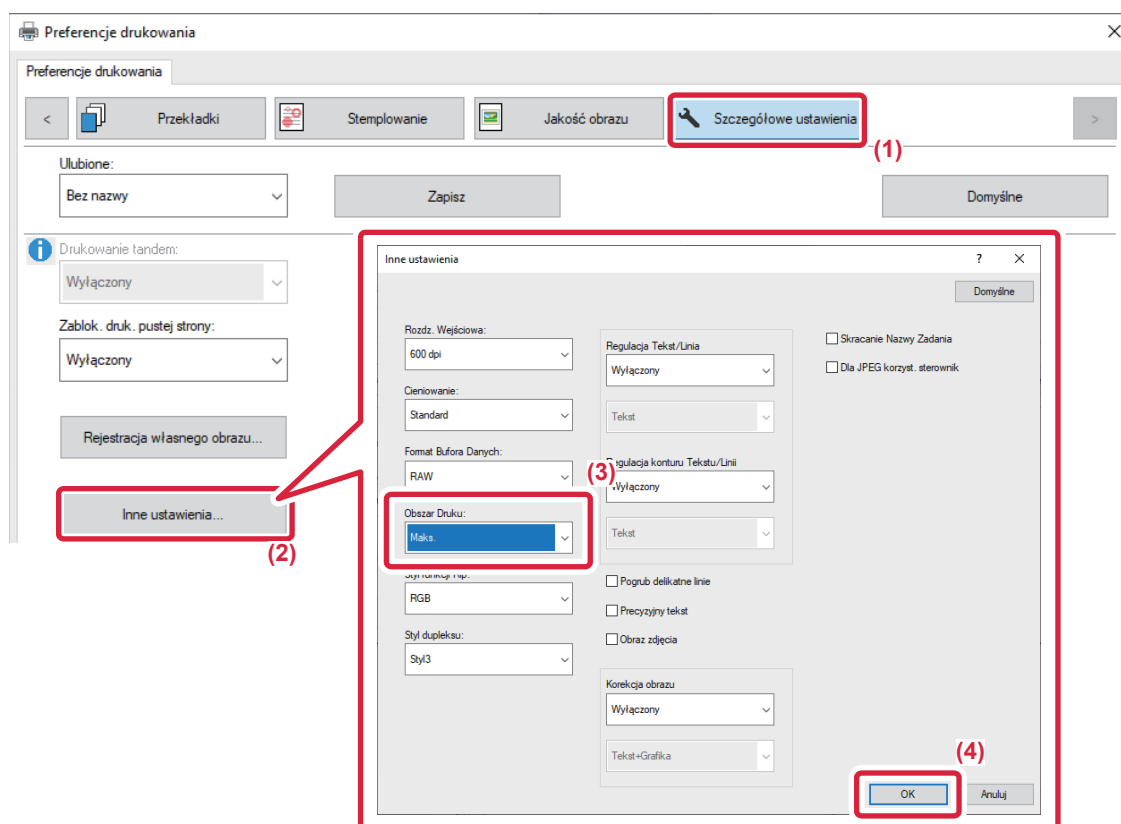 Preferencje drukowania
Preferencje drukowania
<
Przekładki
Stemplowanie
Jakość obrazu
Szczegółowe ustawienia
>
(1)
Ulubione:
Bez nazwy
Zapisz
Domyślne
Drukowanie tandem:
Wyłączony
Zablok. druk. pustej strony:
Wyłączony
Rejestracja własnego obrazu...
Inne ustawienia...
(2)
Inne ustawienia
?
Domyślne
Rozdz. Wejściowa:
600 dpi
Cieniowanie:
Standard
Format Bufora Danych:
RAW
(3)
Obszar Druku:
Maks.
RGB
Styl dupleksu:
Styl3
Regulacja Tekst/Linia
Wyłączony
Tekst
Regulacja konturu Tekstu/Linii
Wyłączony
Tekst
Pogrub delikatne linie
Precyzyjny tekst
Obraz zdjęcia
Korekcja obrazu
Wyłączony
Tekst+Grafika
Skracanie Nazwy Zadania
Dla JPEG korzyst. sterownik
(4)
OK
Anuluj